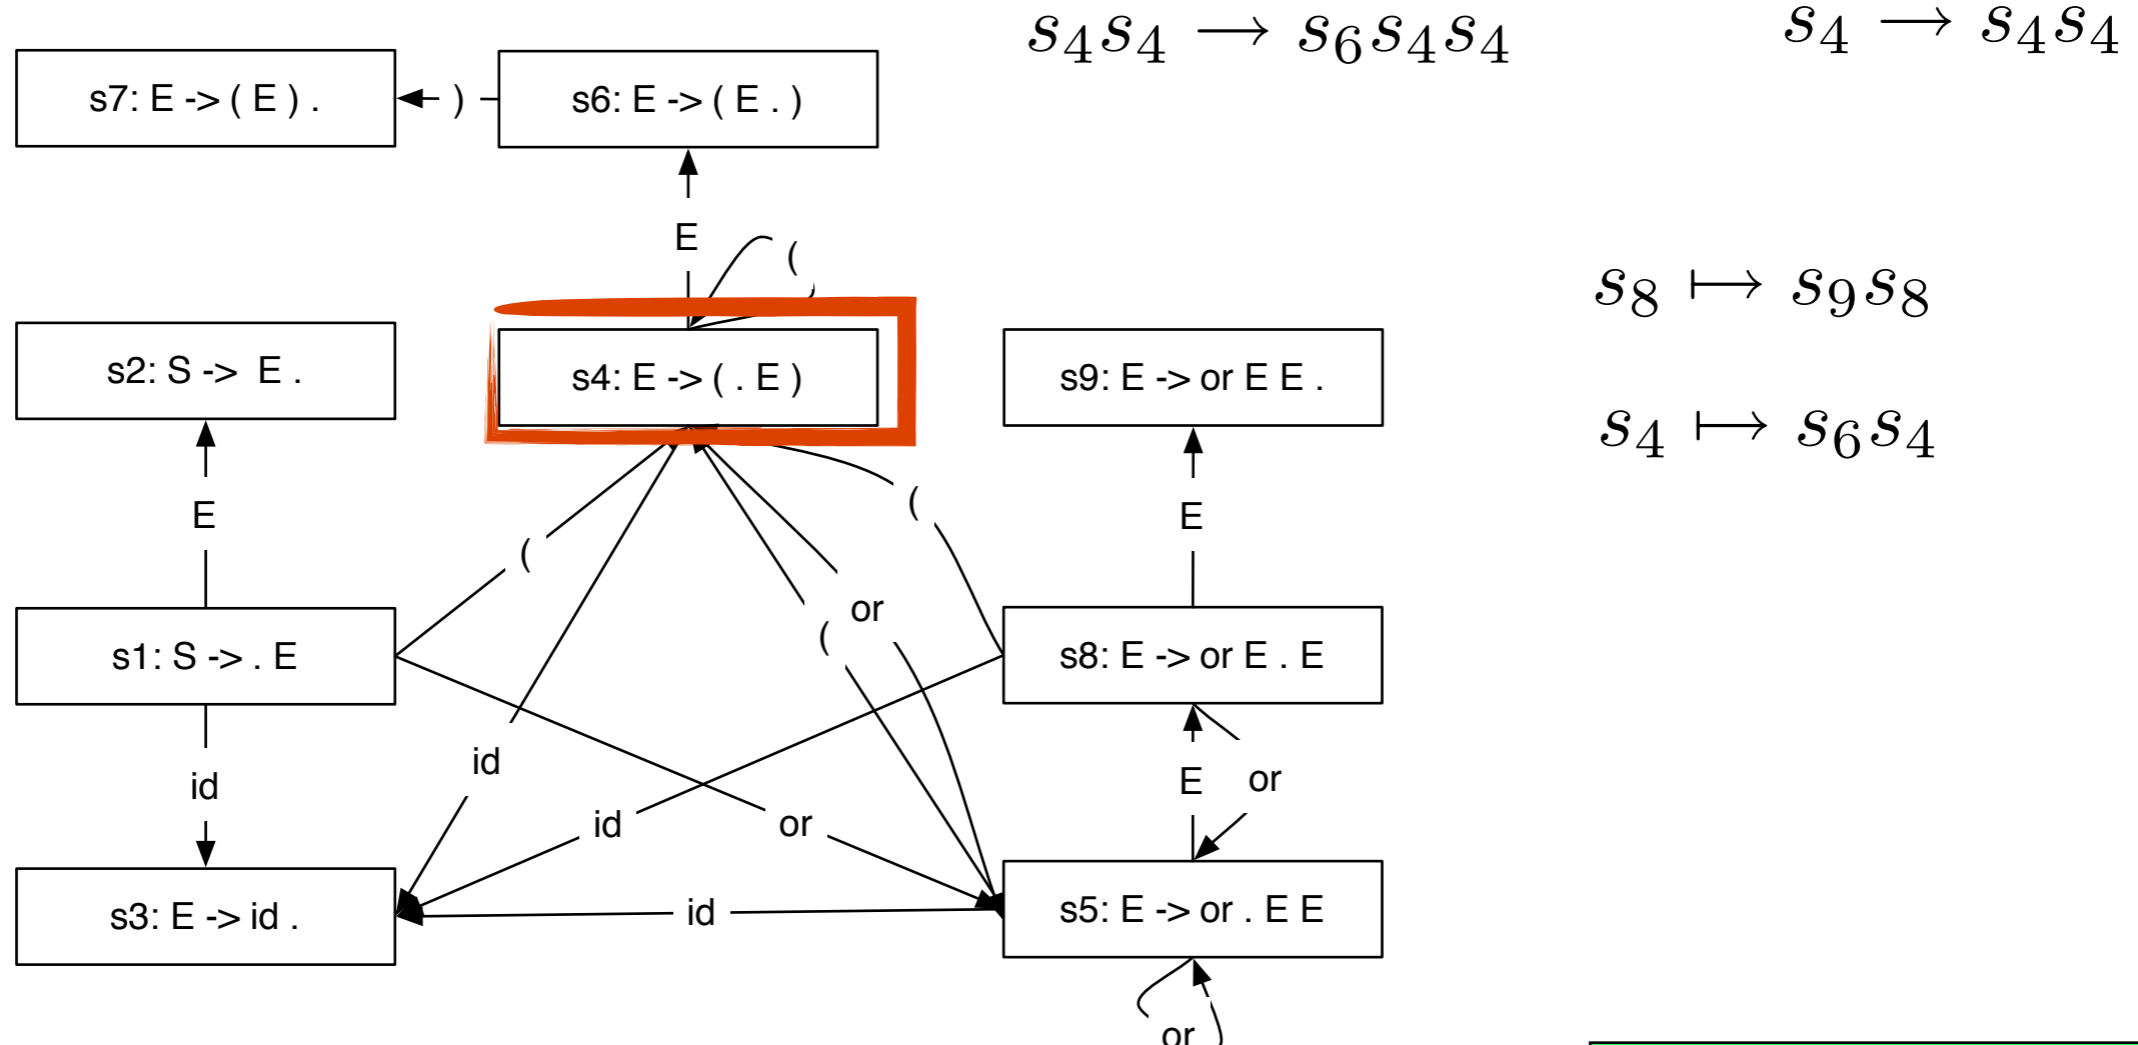 s₄s₄ → s₆s₄s₄
s₄ → s₄s₄
s7: E -> ( E ) .
)
s6: E -> ( E . )
E
(
s₈ ↦ s₉s₈
s2: S -> E .
s4: E -> ( . E )
s9: E -> or E E .
s₄ ↦ s₆s₄
E
(
E
(
or
(
s1: S -> . E
s8: E -> or E . E
id
id
E
or
id
or
s3: E -> id .
id
s5: E -> or . E E
or